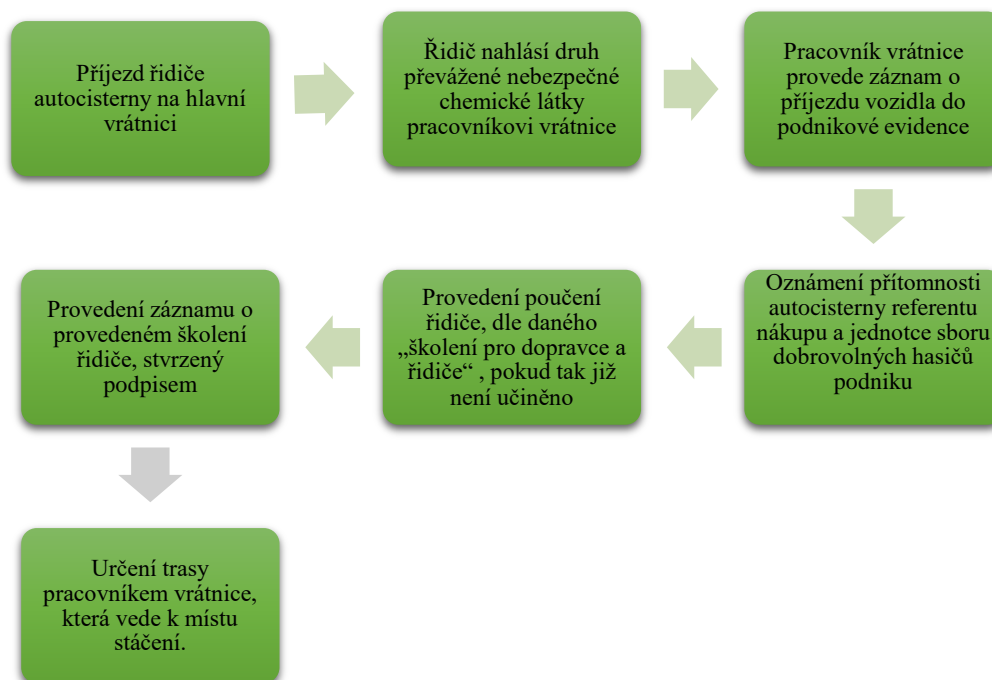 Příjezd řidiče
autocisterny na hlavní
vrátnici
Řidič nahlásí druh
převážené nebezpečné
chemické látky
pracovníkovi vrátnice
Pracovník vrátnice
provede záznam o
příjezdu vozidla do
podnikové evidence
Oznámení přítomnosti
autocisterny referentu
nákupu a jednotce sboru
dobrovolných hasičů
podniku
Provedení poučení
řidiče, dle daného
„školení pro dopravce a
řidiče“ , pokud tak již
není učiněno
Provedení záznamu o
provedeném školení
řidiče, stvrzený
podpisem
Určení trasy
pracovníkem vrátnice,
která vede k místu
stáčení.